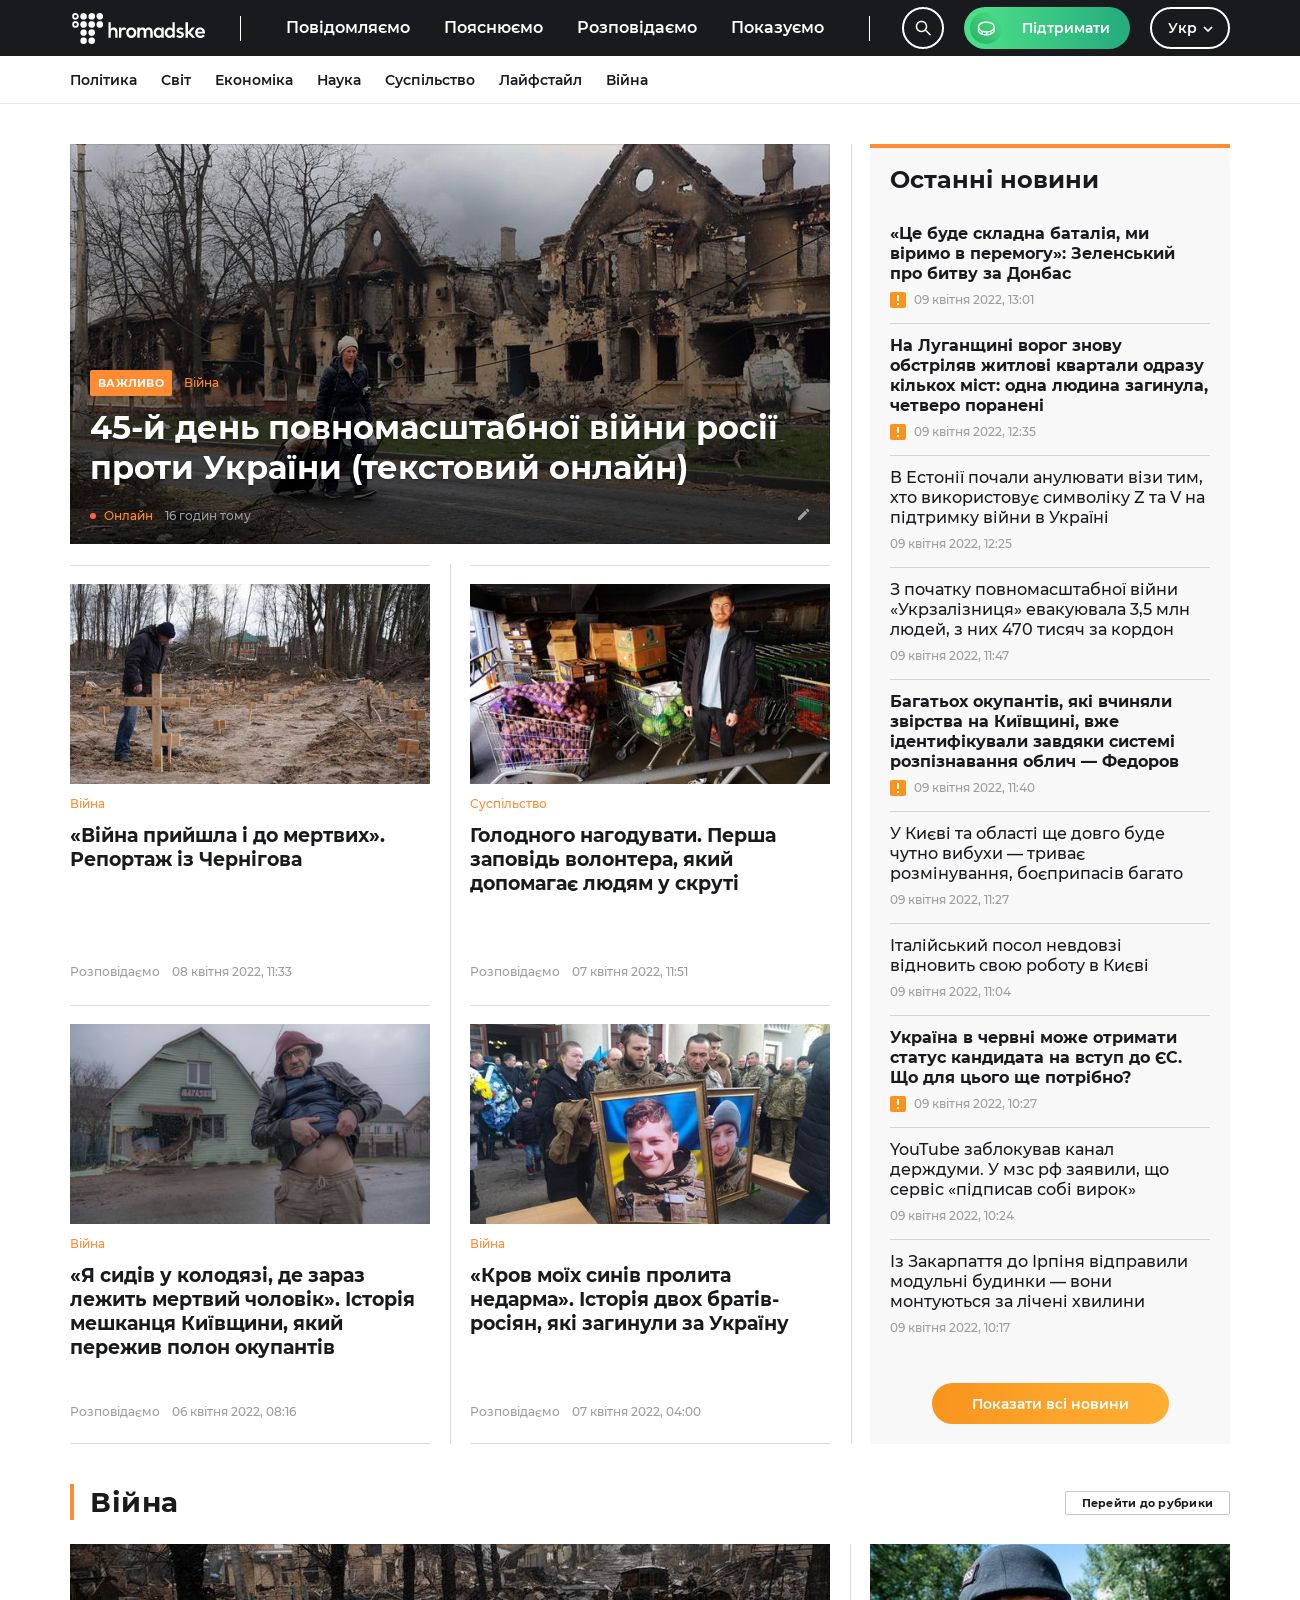 hromadske
Повідомляємо
Пояснюємо
Розповідаємо
Показуємо
Підтримати
Укр
Політика
Світ
Економіка
Наука
Суспільство
Лайфстайл
Війна
ВАЖЛИВО
Війна
45-й день повномасштабної війни росії
проти України (текстовий онлайн)
Онлайн
16 годин тому
Війна
«Війна прийшла і до мертвих».
Репортаж із Чернігова
Розповідаємо
08 квітня 2022, 11:33
Суспільство
Голодного нагодувати. Перша
заповідь волонтера, який
допомагає людям у скруті
Розповідаємо
07 квітня 2022, 11:51
МАГАЗИН
Війна
«Я сидів у колодязі, де зараз
лежить мертвий чоловік». Історія
мешканця Київщини, який
пережив полон окупантів
Розповідаємо
06 квітня 2022, 08:16
Війна
«Кров моїх синів пролита
недарма». Історія двох братів-
росіян, які загинули за Україну
Розповідаємо
07 квітня 2022, 04:00
Останні новини
«Це буде складна баталія, ми
віримо в перемогу»: Зеленський
про битву за Донбас
09 квітня 2022, 13:01
На Луганщині ворог знову
обстріляв житлові квартали одразу
кількох міст: одна людина загинула,
четверо поранені
09 квітня 2022, 12:35
В Естонії почали анулювати візи тим,
хто використовує символіку Z та V на
підтримку війни в Україні
09 квітня 2022, 12:25
З початку повномасштабної війни
«Укрзалізниця» евакуювала 3,5 млн
людей, з них 470 тисяч за кордон
09 квітня 2022, 11:47
Багатьох окупантів, які вчиняли
звірства на Київщині, вже
ідентифікували завдяки системі
розпізнавання облич — Федоров
09 квітня 2022, 11:40
У Києві та області ще довго буде
чутно вибухи — триває
розмінування, боєприпасів багато
09 квітня 2022, 11:27
Італійський посол невдовзі
відновить свою роботу в Києві
09 квітня 2022, 11:04
Україна в червні може отримати
статус кандидата на вступ до ЄС.
Що для цього ще потрібно?
09 квітня 2022, 10:27
YouTube заблокував канал
держдуми. У мзс рф заявили, що
сервіс «підписав собі вирок»
09 квітня 2022, 10:24
Із Закарпаття до Ірпіня відправили
модульні будинки — вони
монтуються за лічені хвилини
09 квітня 2022, 10:17
Показати всі новини
Війна
Перейти до рубрики